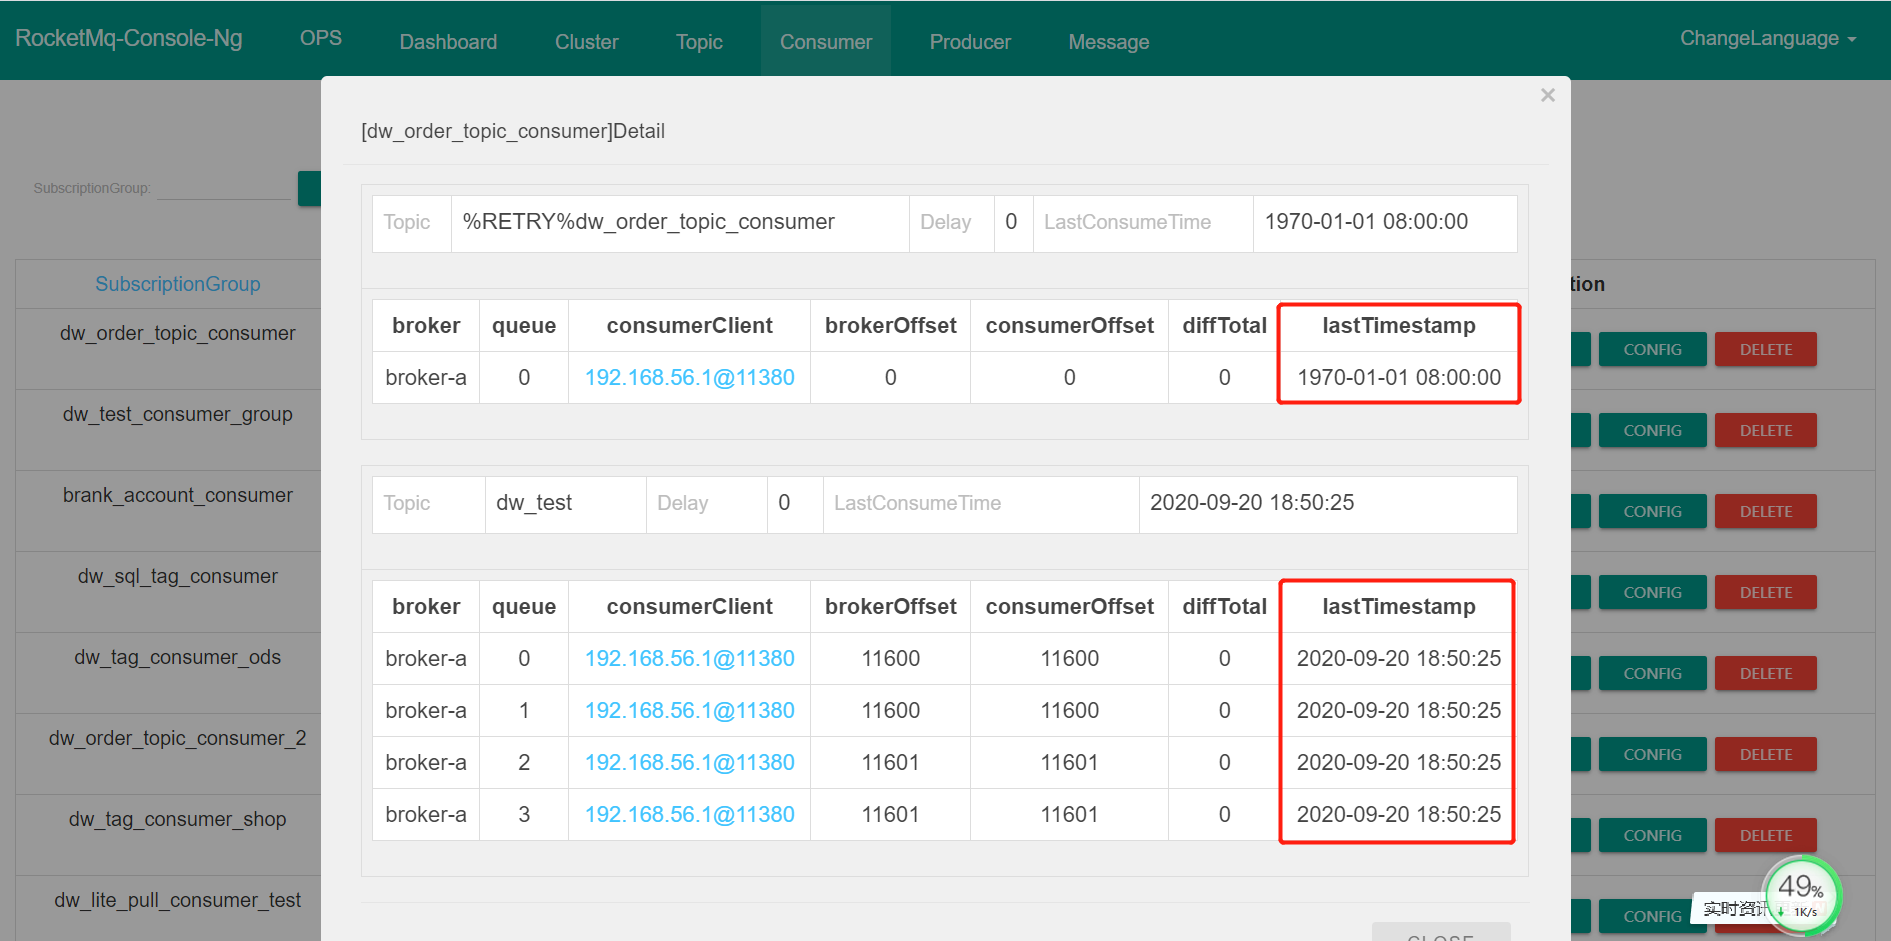 RocketMq-Console-Ng OPS Dashboard Cluster Topic Consumer Producer Message ChangeLanguage
×
[dw_order_topic_consumer]Detail
SubscriptionGroup:
Topic %RETRY%dw_order_topic_consumer Delay 0 LastConsumeTime 1970-01-01 08:00:00
SubscriptionGroup
tion
broker queue consumerClient brokerOffset consumerOffset diffTotal lastTimestamp
dw_order_topic_consumer
CONFIG DELETE
broker-a 0 192.168.56.1@11380 0 0 0 1970-01-01 08:00:00
dw_test_consumer_group
CONFIG DELETE
brank_account_consumer
Topic dw_test Delay 0 LastConsumeTime 2020-09-20 18:50:25
CONFIG DELETE
dw_sql_tag_consumer
CONFIG DELETE
broker queue consumerClient brokerOffset consumerOffset diffTotal lastTimestamp
dw_tag_consumer_ods
broker-a 0 192.168.56.1@11380 11600 11600 0 2020-09-20 18:50:25
CONFIG DELETE
broker-a 1 192.168.56.1@11380 11600 11600 0 2020-09-20 18:50:25
dw_order_topic_consumer_2
CONFIG DELETE
broker-a 2 192.168.56.1@11380 11601 11601 0 2020-09-20 18:50:25
dw_tag_consumer_shop
broker-a 3 192.168.56.1@11380 11601 11601 0 2020-09-20 18:50:25
CONFIG DELETE
dw_lite_pull_consumer_test
CONFIG
49%
实时资讯
1K/s
CLOSE